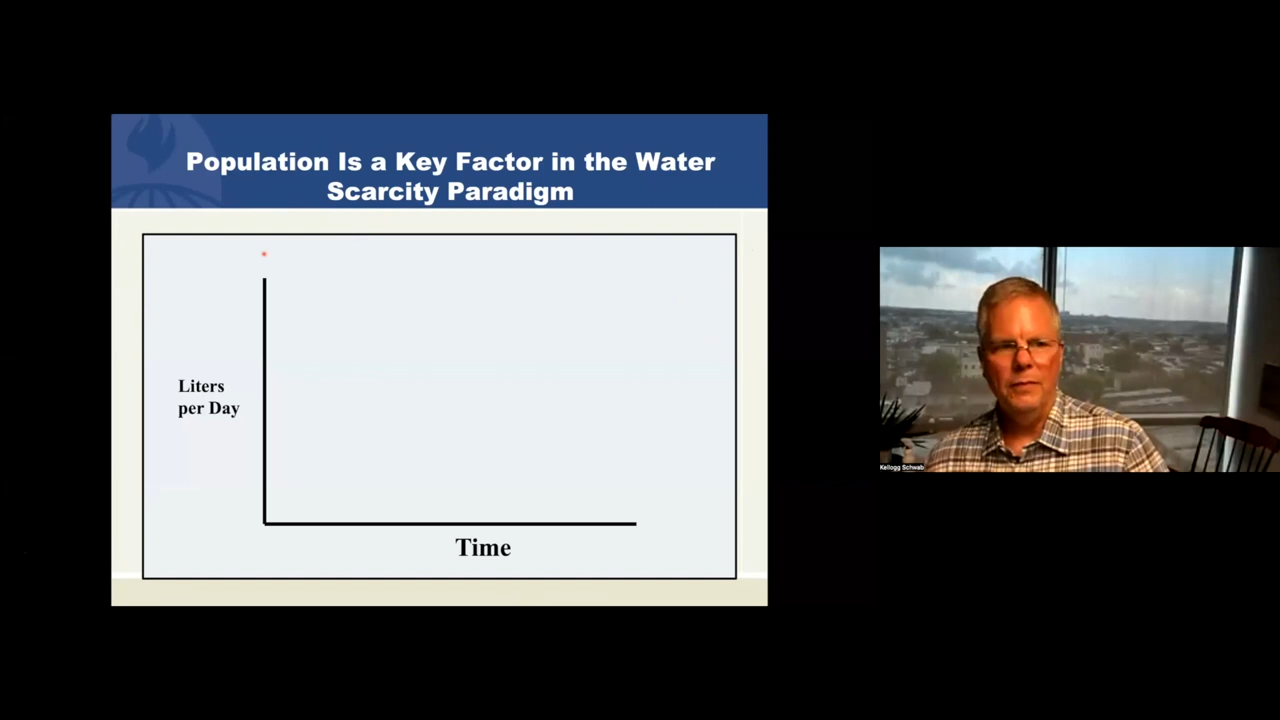 Population Is a Key Factor in the Water
Scarcity Paradigm
Liters
per Day
Time
Kellogg Schwab